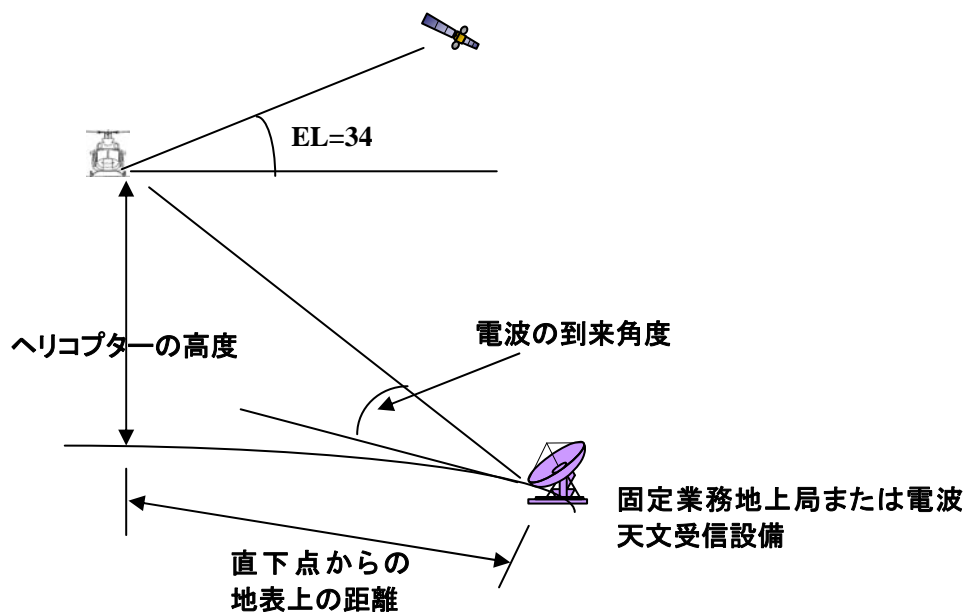 EL=34
電波の到来角度
ヘリコプターの高度
固定業務地上局または電波
天文受信設備
直下点からの
地表上の距離